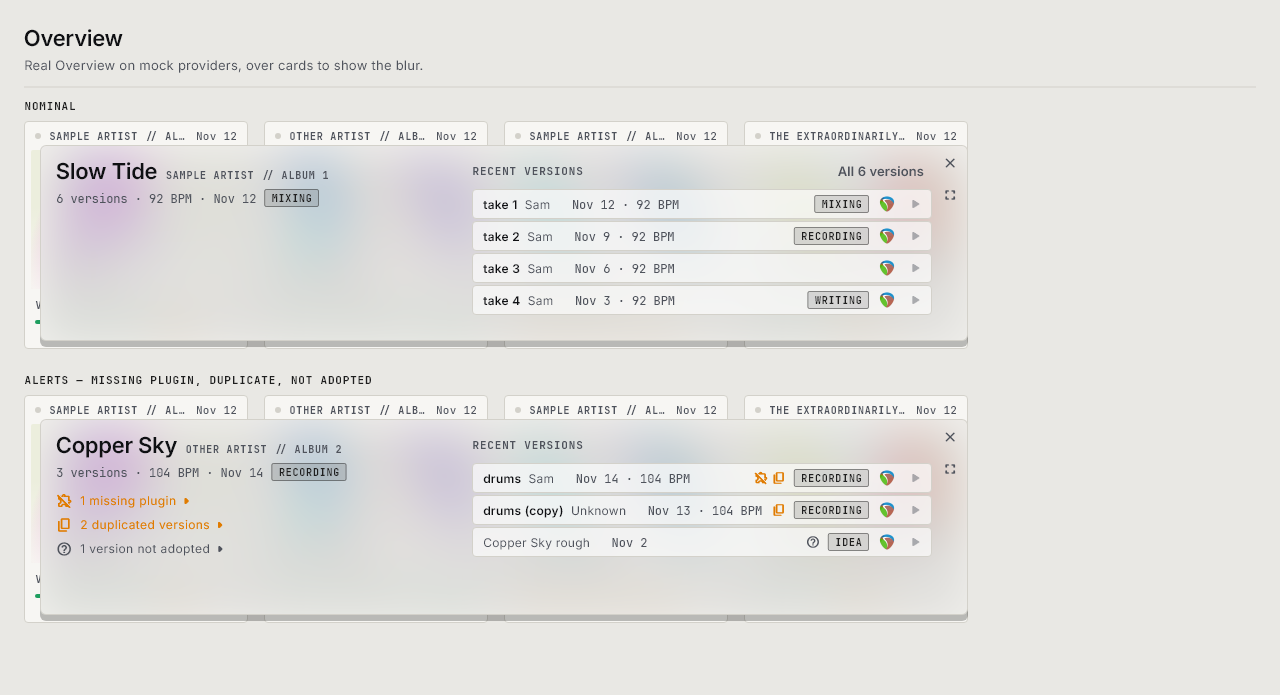 Overview
Real Overview on mock providers, over cards to show the blur.
NOMINAL
SAMPLE ARTIST // AL… Nov 12
OTHER ARTIST // ALB… Nov 12
SAMPLE ARTIST // AL… Nov 12
THE EXTRAORDINARILY… Nov 12
Slow Tide SAMPLE ARTIST // ALBUM 1
6 versions · 92 BPM · Nov 12 MIXING
RECENT VERSIONS All 6 versions
take 1 Sam Nov 12 · 92 BPM MIXING
take 2 Sam Nov 9 · 92 BPM RECORDING
take 3 Sam Nov 6 · 92 BPM
take 4 Sam Nov 3 · 92 BPM WRITING
ALERTS — MISSING PLUGIN, DUPLICATE, NOT ADOPTED
SAMPLE ARTIST // AL… Nov 12
OTHER ARTIST // ALB… Nov 12
SAMPLE ARTIST // AL… Nov 12
THE EXTRAORDINARILY… Nov 12
Copper Sky OTHER ARTIST // ALBUM 2
3 versions · 104 BPM · Nov 14 RECORDING
1 missing plugin
2 duplicated versions
1 version not adopted
RECENT VERSIONS
drums Sam Nov 14 · 104 BPM RECORDING
drums (copy) Unknown Nov 13 · 104 BPM RECORDING
Copper Sky rough Nov 2 IDEA